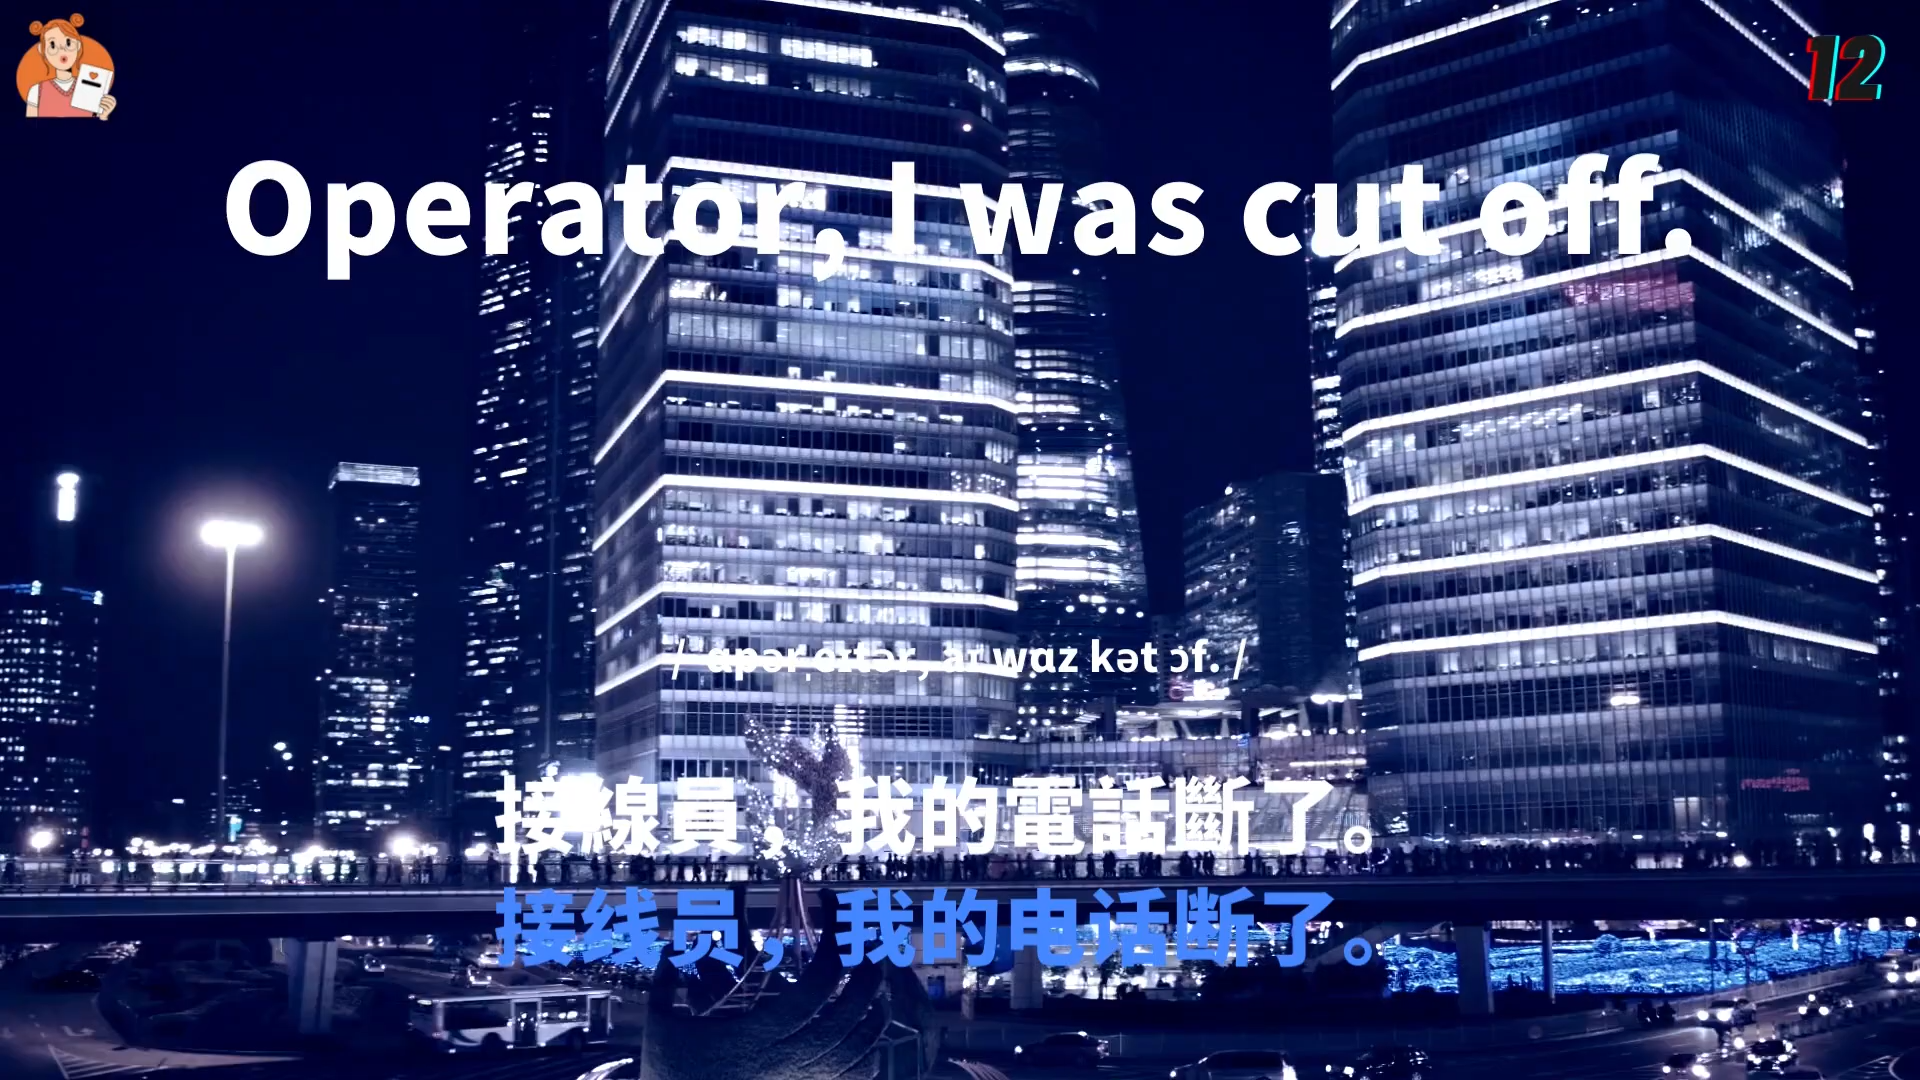 12
Operator, I was cut off.
/ ɑpərˌeɪtər, aɪ wɑz kət ɔf. /
接線員，我的電話斷了。
接线员，我的电话断了。